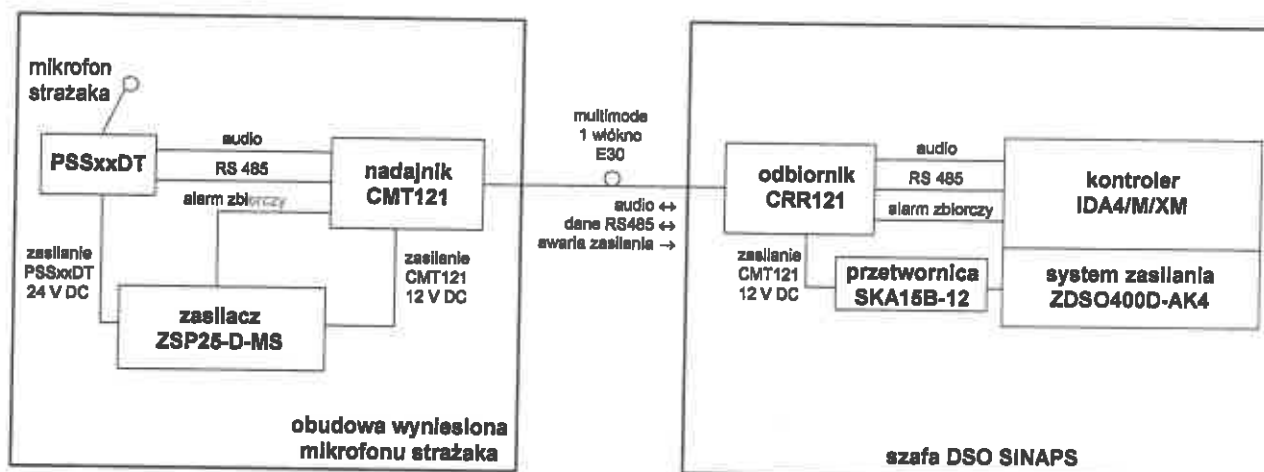 mikrofon
strażaka
PSSxxDT
audio
RS 485
alarm zbiorczy
nadajnik
CMT121
zasilanie
PSSxxDT
24 V DC
zasilanie
CMT121
12 V DC
zasilacz
ZSP25-D-MS
obudowa wyniesiona
mikrofonu strażaka
multimode
1 włókno
E30
audio ↔
dane RS485 ↔
awaria zasilania →
odbiornik
CRR121
audio
RS 485
alarm zbiorczy
kontroler
IDA4/M/XM
zasilanie
CMT121
12 V DC
przetwornica
SKA15B-12
system zasilania
ZDSO400D-AK4
szafa DSO SINAPS